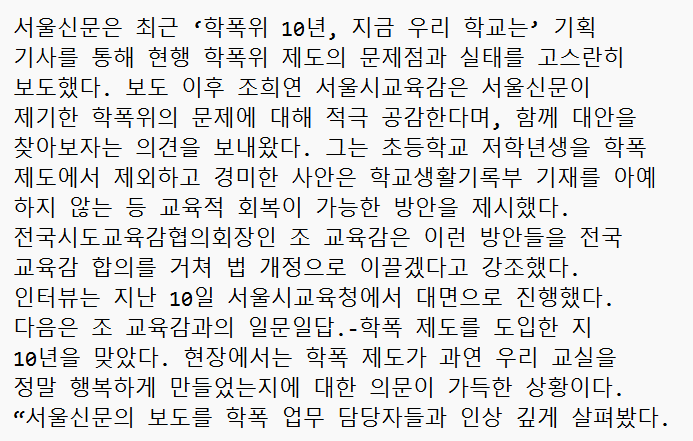 서울신문은 최근 ‘학폭위 10년, 지금 우리 학교는’ 기획
기사를 통해 현행 학폭위 제도의 문제점과 실태를 고스란히
보도했다. 보도 이후 조희연 서울시교육감은 서울신문이
제기한 학폭위의 문제에 대해 적극 공감한다며, 함께 대안을
찾아보자는 의견을 보내왔다. 그는 초등학교 저학년생을 학폭
제도에서 제외하고 경미한 사안은 학교생활기록부 기재를 아예
하지 않는 등 교육적 회복이 가능한 방안을 제시했다.
전국시도교육감협의회장인 조 교육감은 이런 방안들을 전국
교육감 합의를 거쳐 법 개정으로 이끌겠다고 강조했다.
인터뷰는 지난 10일 서울시교육청에서 대면으로 진행했다.
다음은 조 교육감과의 일문일답.-학폭 제도를 도입한 지
10년을 맞았다. 현장에서는 학폭 제도가 과연 우리 교실을
정말 행복하게 만들었는지에 대한 의문이 가득한 상황이다.
“서울신문의 보도를 학폭 업무 담당자들과 인상 깊게 살펴봤다.